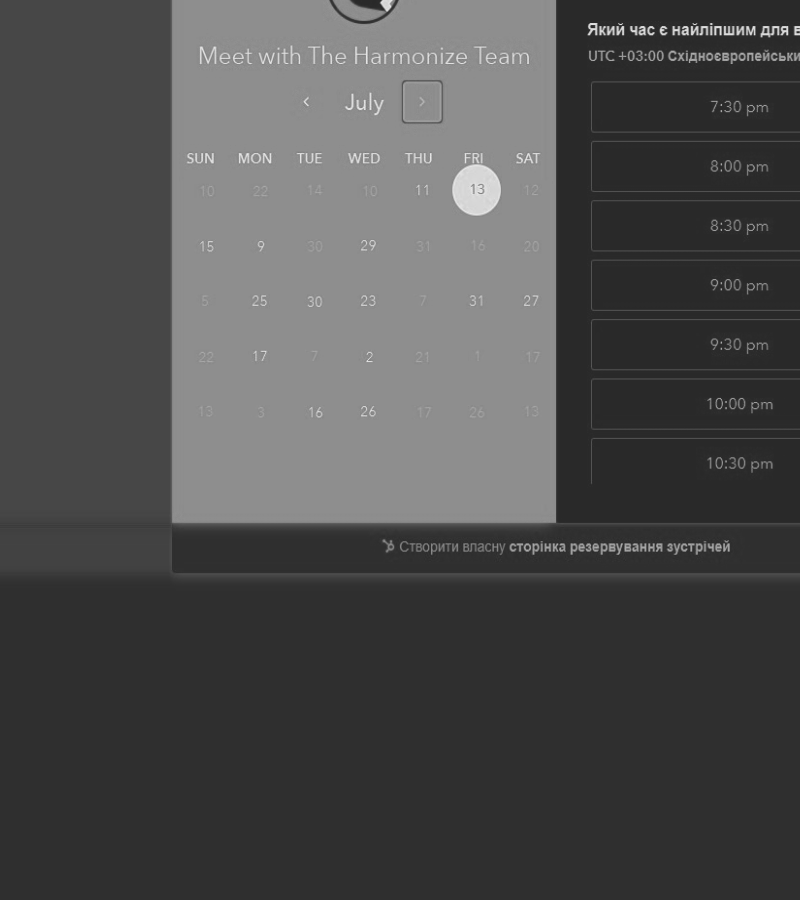 Meet with The Harmonize Team
July
SUN MON TUE WED THU FRI SAT
10 22 14 10 11 13 12
15 9 30 29 31 16 20
5 25 30 23 7 31 27
22 17 7 2 21 1 17
13 3 16 26 17 26 13
Який час є найліпшим для
UTC +03:00
7:30 pm
8:00 pm
8:30 pm
9:00 pm
9:30 pm
10:00 pm
10:30 pm
Створити власну сторінка резервування зустрічей